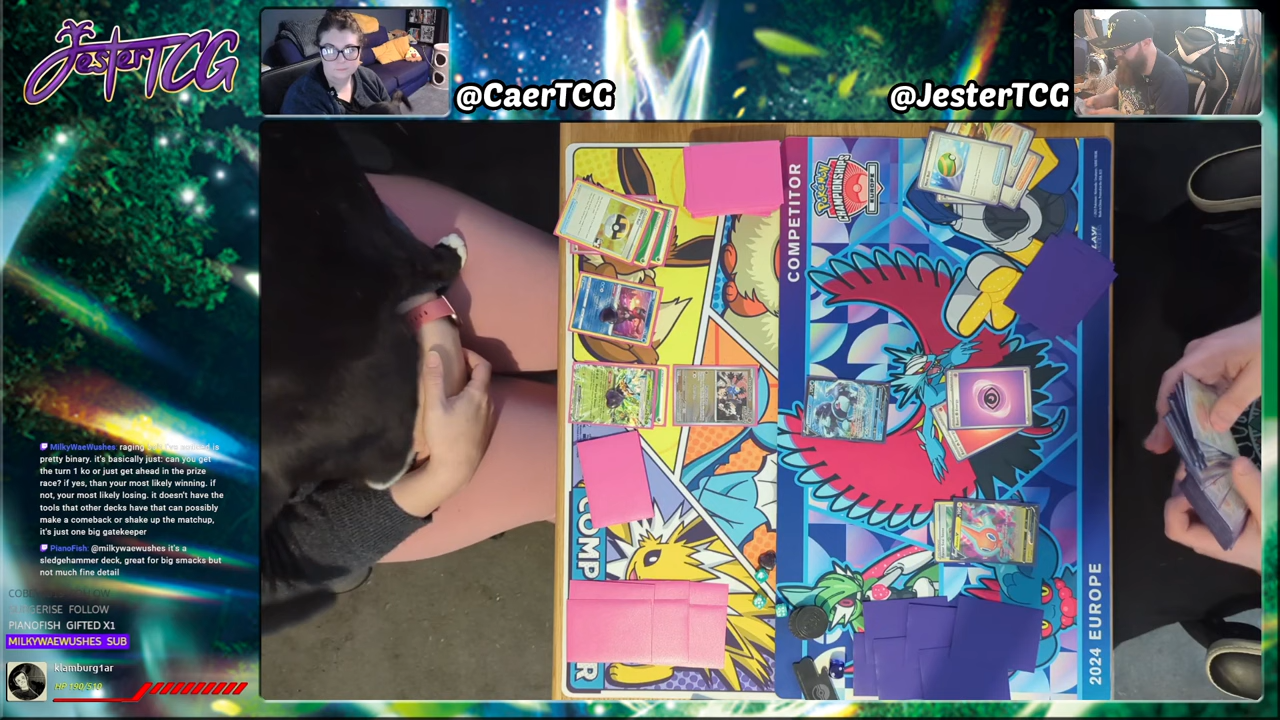 JesterTCG
@CaerTCG
@JesterTCG
COMPETITOR
Pokémon
CHAMPIONSHIPS
EUROPE
COMP
R
2024 EUROPE
MilkyWaeWushes: raging
is
pretty binary. it's basically just: can you get
the turn 1 ko or just get ahead in the prize
race? if yes, than your most likely winning. if
not, your most likely losing. it doesn't have the
tools that other decks have that can possibly
make a comeback or shake up the matchup,
it's just one big gatekeeper
PianoFish: @milkywaewushes it's a
sledgehammer deck, great for big smacks but
not much fine detail
FOLLOW
FOLLOW
PIANOFISH GIFTED X1
MILKYWAEWUSHES SUB
klamburg1ar
HP 190/510